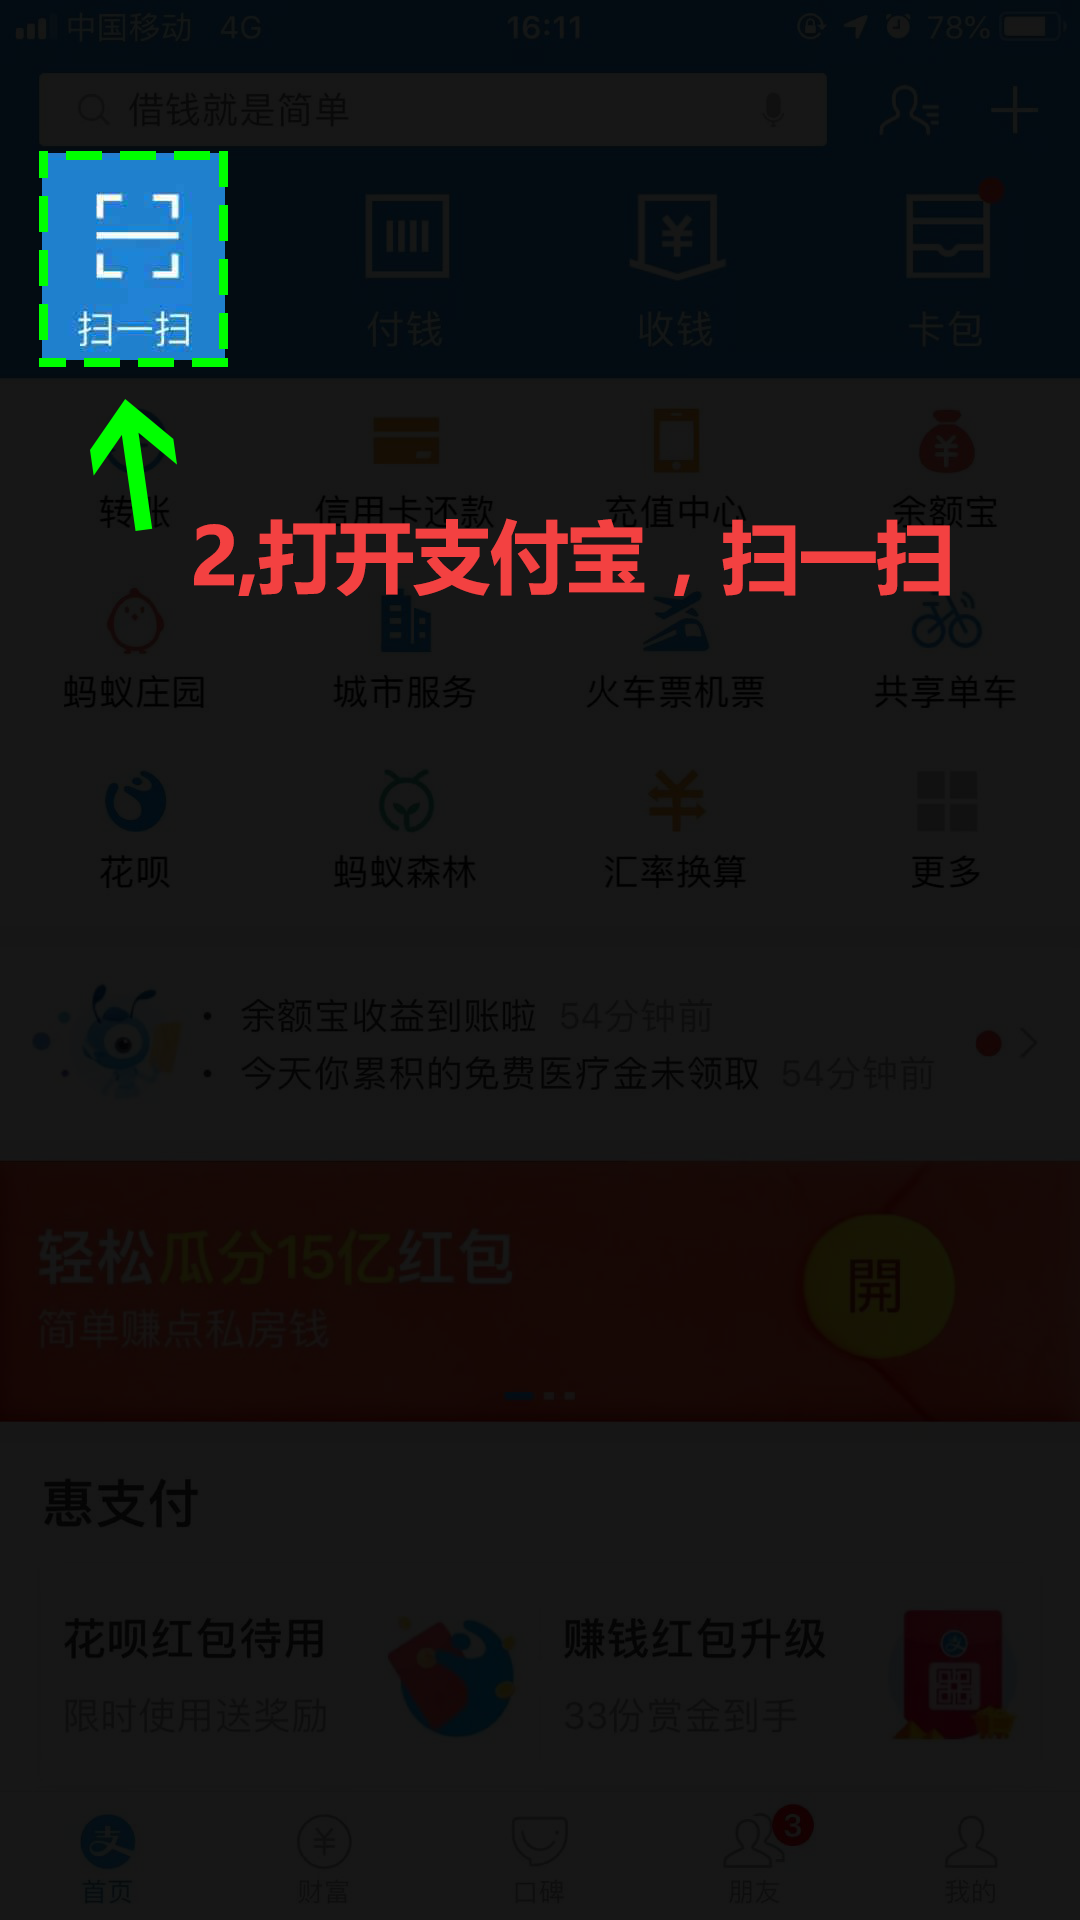 中国移动 4G 16:11 78%
借钱就是简单
扫一扫 付钱 收钱 卡包
转账 信用卡还款 充值中心 余额宝
2,打开支付宝，扫一扫
蚂蚁庄园 城市服务 火车票机票 共享单车
花呗 蚂蚁森林 汇率换算 更多
· 余额宝收益到账啦 54分钟前
· 今天你累积的免费医疗金未领取 54分钟前
轻松瓜分15亿红包
開
简单赚点私房钱
惠支付
花呗红包待用 赚钱红包升级
限时使用送奖励 33份赏金到手
3
首页 财富 口碑 朋友 我的